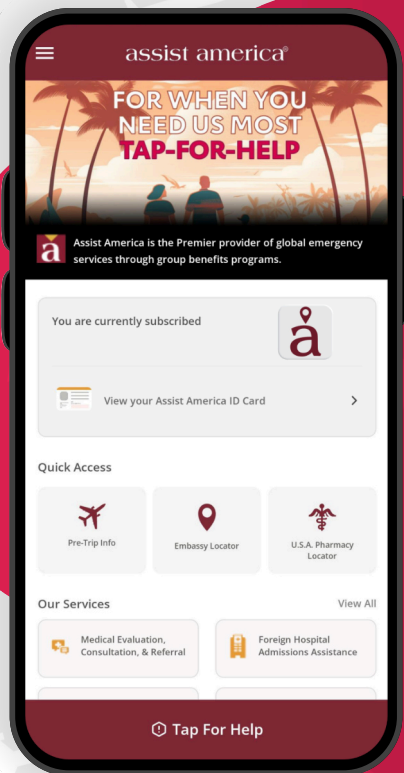 assist america®
FOR WHEN YOU
NEED US MOST
TAP-FOR-HELP
å
Assist America is the Premier provider of global emergency
services through group benefits programs.
You are currently subscribed
å
View your Assist America ID Card
Quick Access
Pre-Trip Info
Embassy Locator
U.S.A. Pharmacy
Locator
Our Services
View All
Medical Evaluation,
Consultation, & Referral
Foreign Hospital
Admissions Assistance
Tap For Help